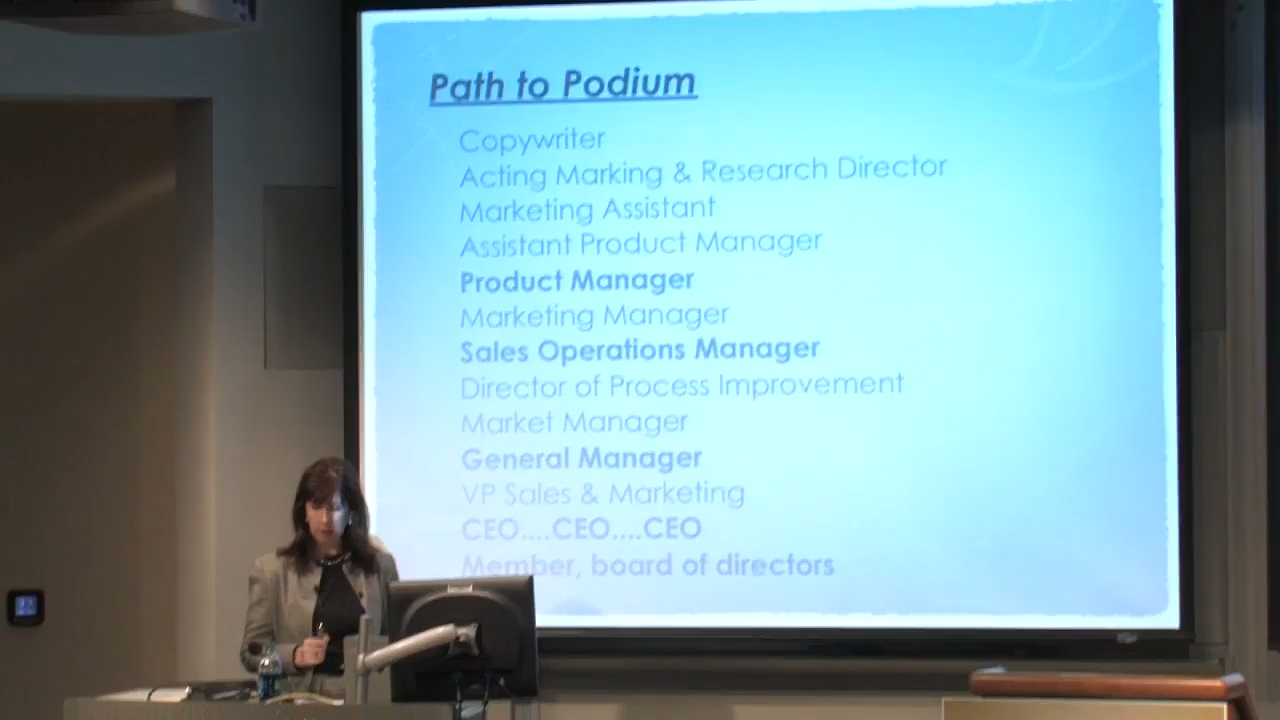 Path to Podium
Copywriter
Acting Marking & Research Director
Marketing Assistant
Assistant Product Manager
Product Manager
Marketing Manager
Sales Operations Manager
Director of Process Improvement
Market Manager
General Manager
VP Sales & Marketing
CEO....CEO....CEO
Member, board of directors